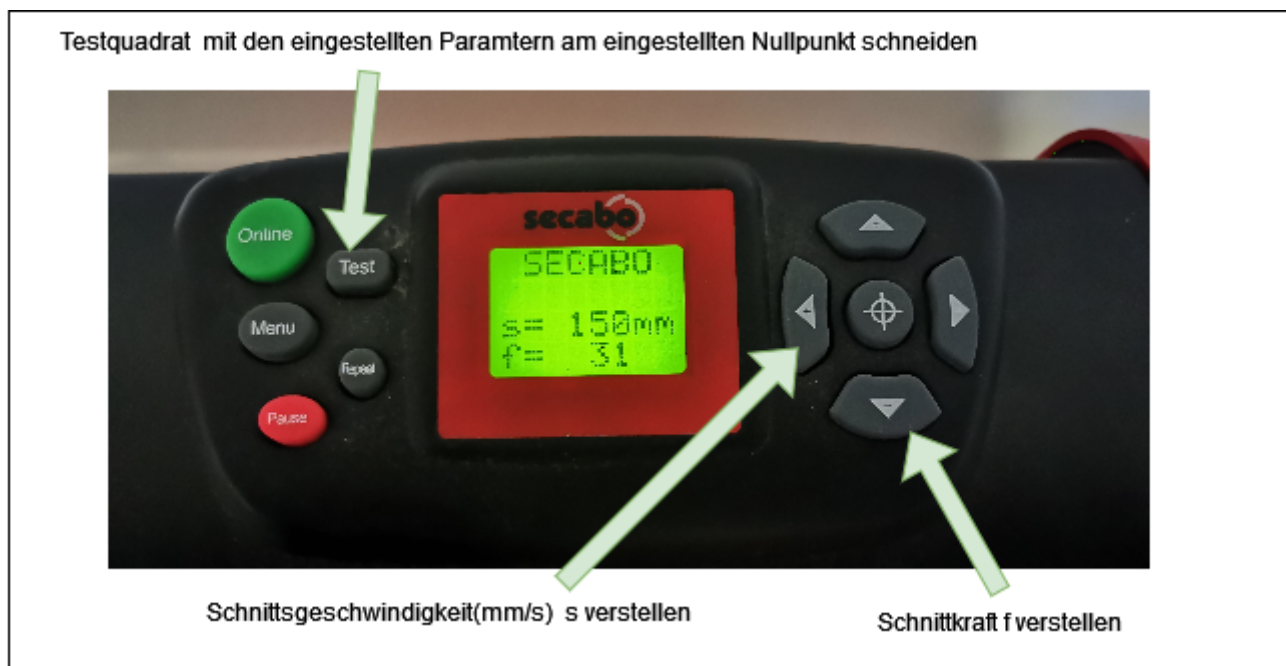 Testquadrat mit den eingestellten Paramtern am eingestellten Nullpunkt schneiden
secabo
Online
Test
SECABO
Menu
s= 150mm
f= 31
Repeat
Pause
Schnittsgeschwindigkeit(mm/s) s verstellen
Schnittkraft f verstellen